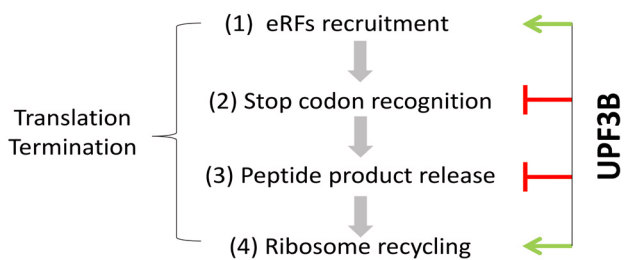 (1) eRFs recruitment
(2) Stop codon recognition
Translation
Termination
(3) Peptide product release
(4) Ribosome recycling
UPF3B